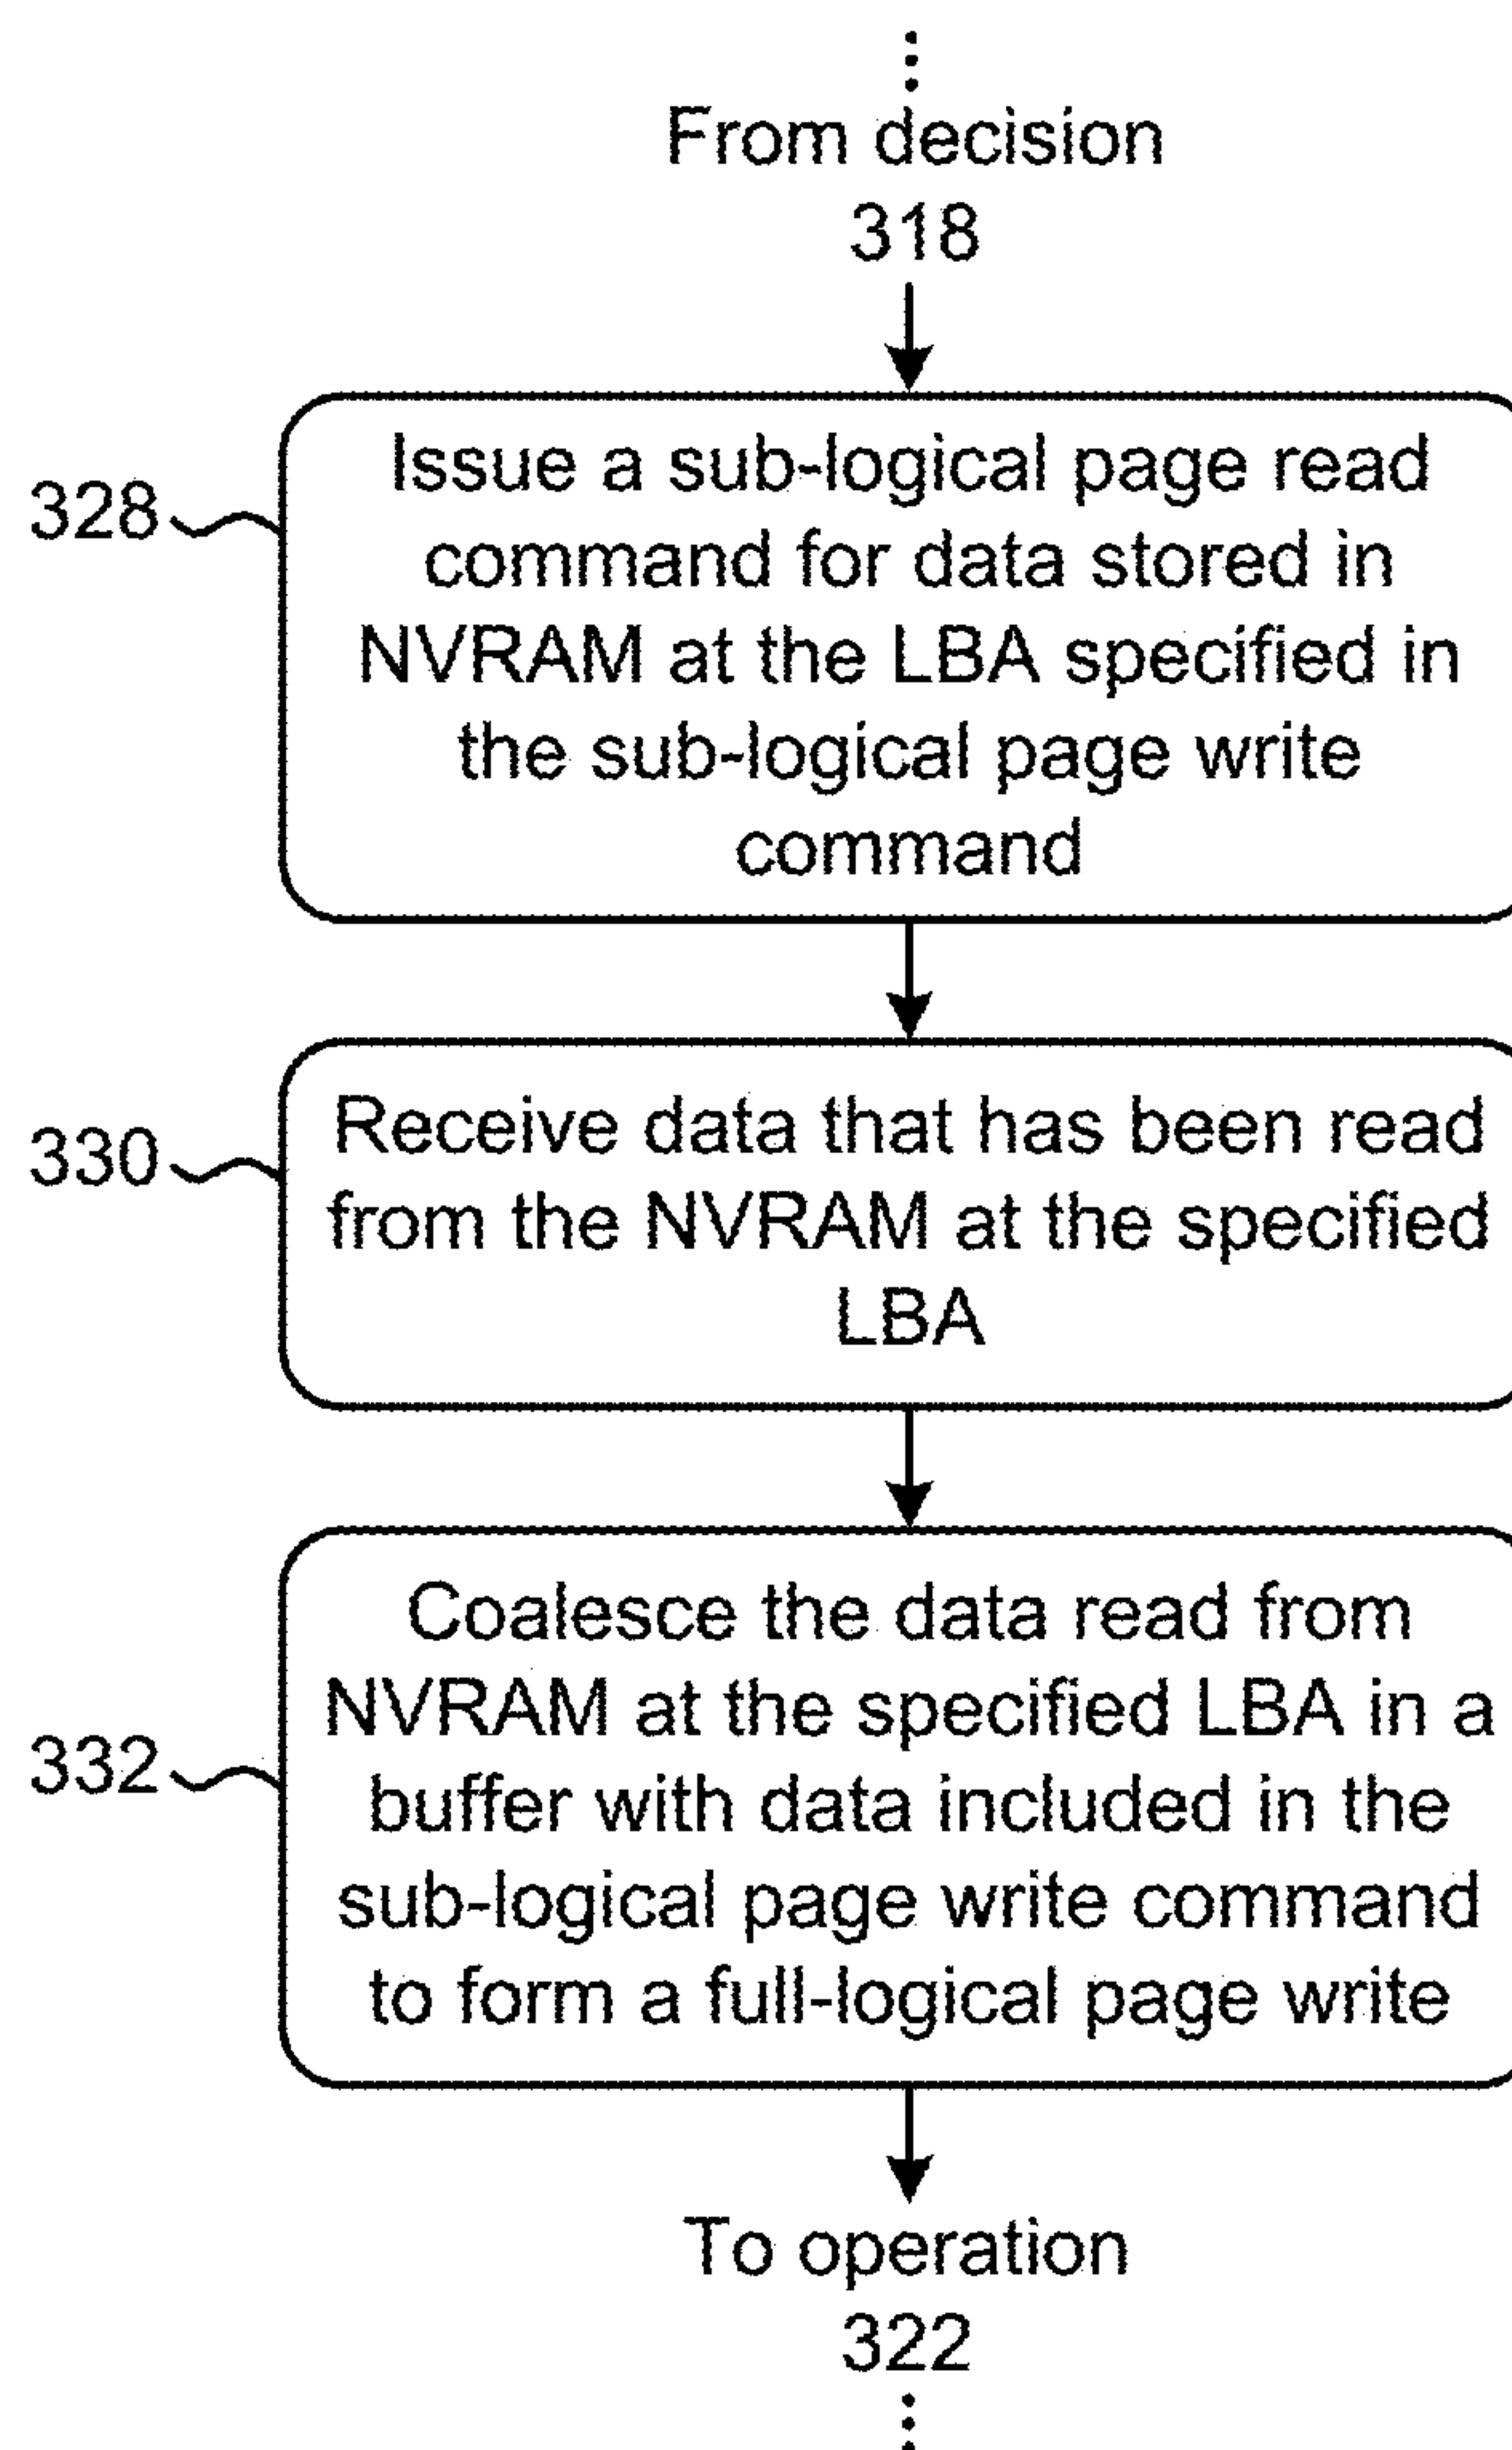 From decision
318
328
Issue a sub-logical page read
command for data stored in
NVRAM at the LBA specified in
the sub-logical page write
command
330
Receive data that has been read
from the NVRAM at the specified
LBA
332
Coalesce the data read from
NVRAM at the specified LBA in a
buffer with data included in the
sub-logical page write command
to form a full-logical page write
To operation
322